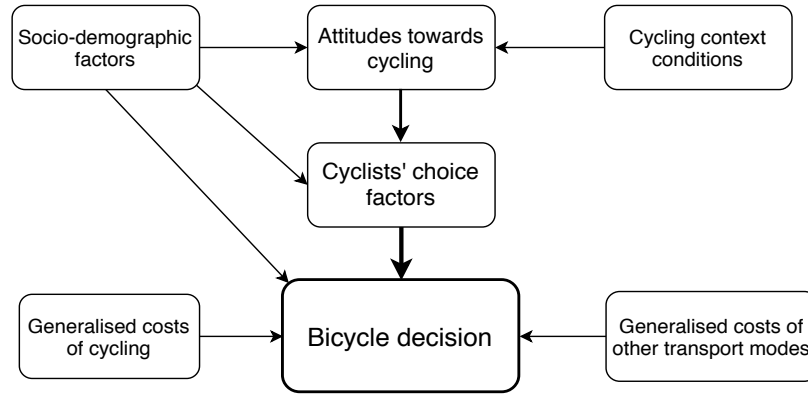 Socio-demographic
factors
Attitudes towards
cycling
Cycling context
conditions
Cyclists' choice
factors
Generalised costs
of cycling
Bicycle decision
Generalised costs of
other transport modes